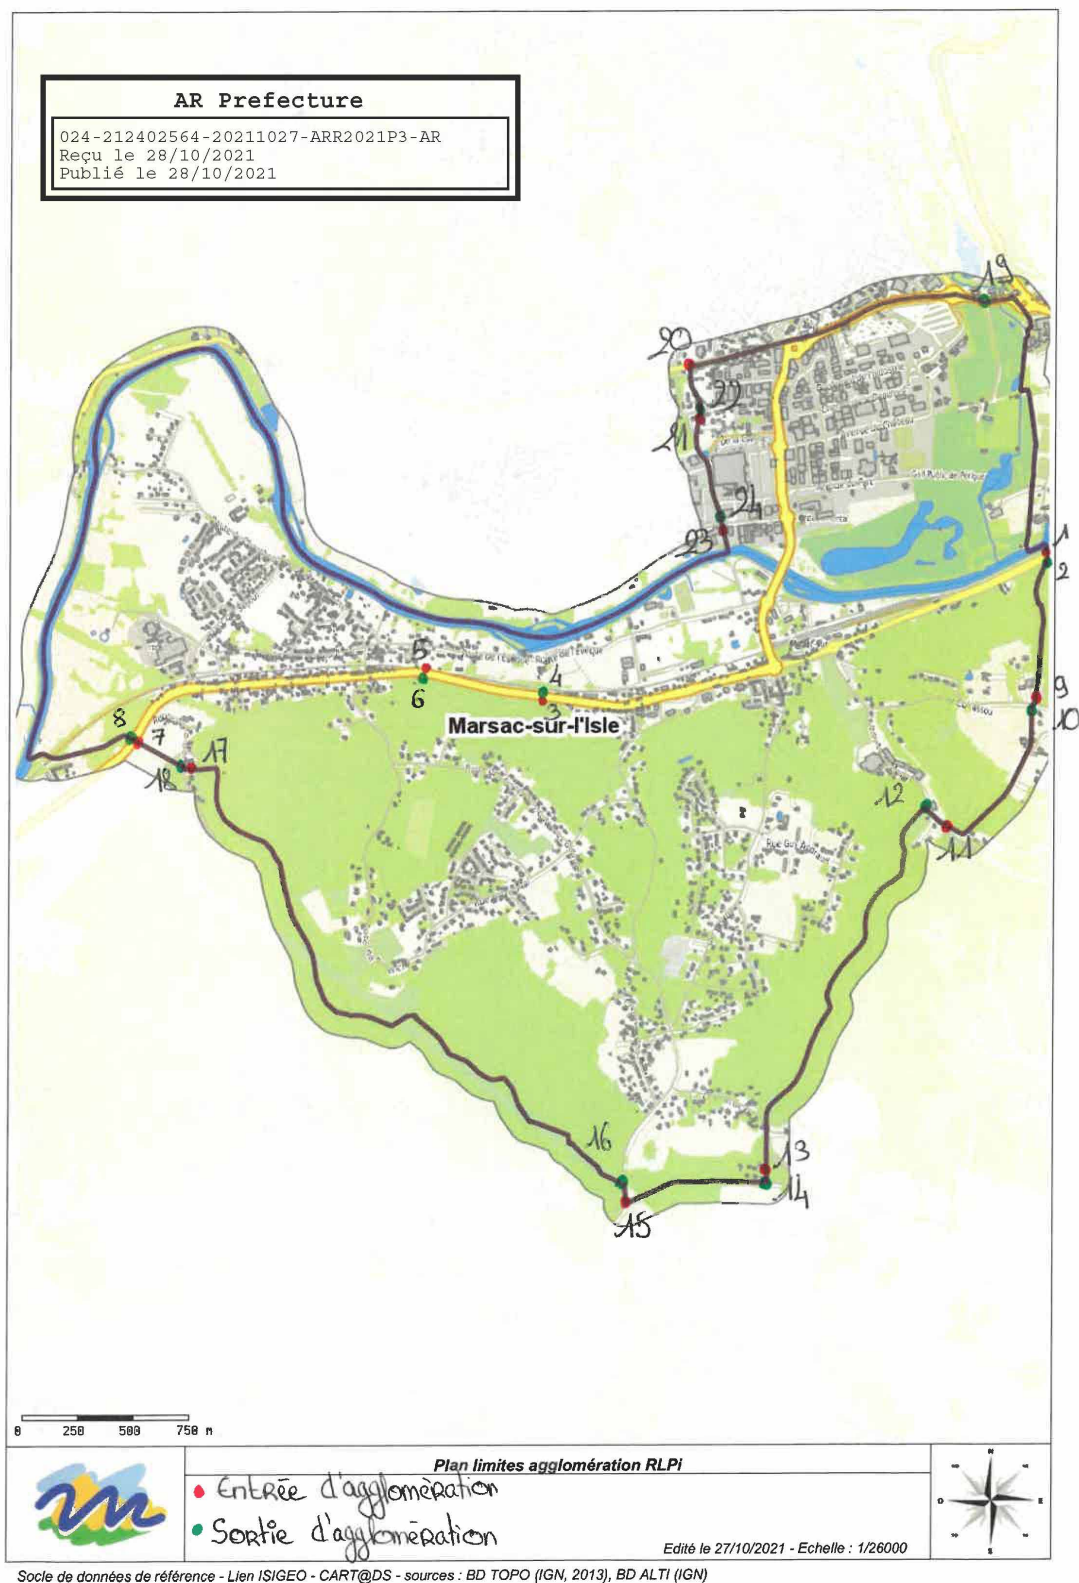 AR Prefecture
024-212402564-20211027-ARR2021P3-AR
Reçu le 28/10/2021
Publié le 28/10/2021
19
20
22
21
24
23
1
2
5
4
6
3
9
10
Marsac-sur-l'Isle
8
7
17
18
12
11
Rue Guy
16
13
14
15
0 250 500 750 m
Plan limites agglomération RLPi
Entrée d'agglomération
Sortie d'agglomération
Edité le 27/10/2021 - Echelle : 1/26000
Socle de données de référence - Lien ISIGEO - CART@DS - sources : BD TOPO (IGN, 2013), BD ALTI (IGN)